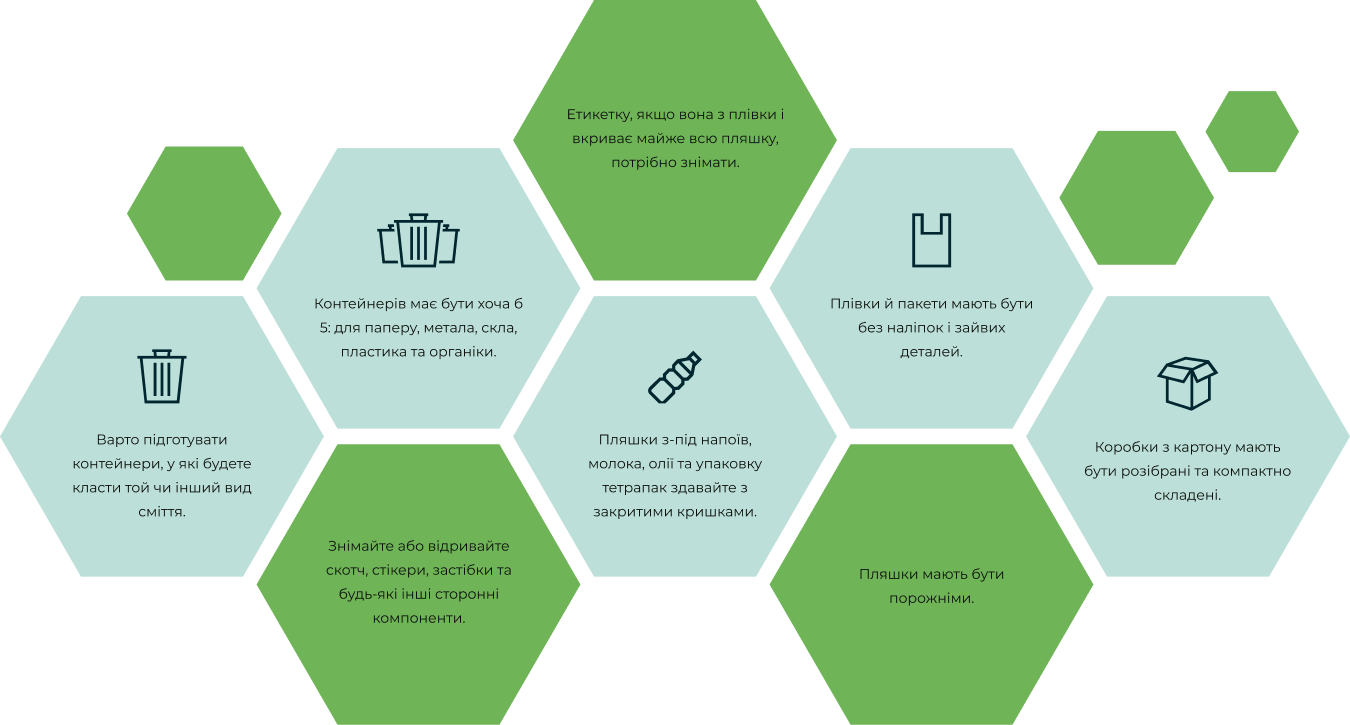 Етикетку, якщо вона з плівки і
вкриває майже всю пляшку,
потрібно знімати.
Контейнерів має бути хоча б
5: для паперу, метала, скла,
пластика та органіки.
Плівки й пакети мають бути
без наліпок і зайвих
деталей.
Варто підготувати
контейнери, у які будете
класти той чи інший вид
сміття.
Пляшки з-під напоїв,
молока, олії та упаковку
тетрапак здавайте з
закритими кришками.
Коробки з картону мають
бути розібрані та компактно
складені.
Знімайте або відривайте
скотч, стікери, застібки та
будь-які інші сторонні
компоненти.
Пляшки мають бути
порожніми.